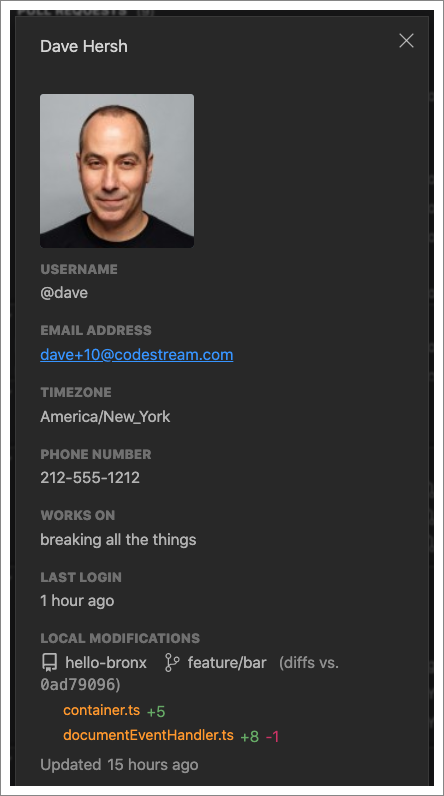 PULL REQUESTS
Dave Hersh
USERNAME
@dave
EMAIL ADDRESS
dave+10@codestream.com
TIMEZONE
America/New_York
PHONE NUMBER
212-555-1212
WORKS ON
breaking all the things
LAST LOGIN
1 hour ago
LOCAL MODIFICATIONS
hello-bronx feature/bar (diffs vs.
0ad79096)
container.ts +5
documentEventHandler.ts +8 -1
Updated 15 hours ago